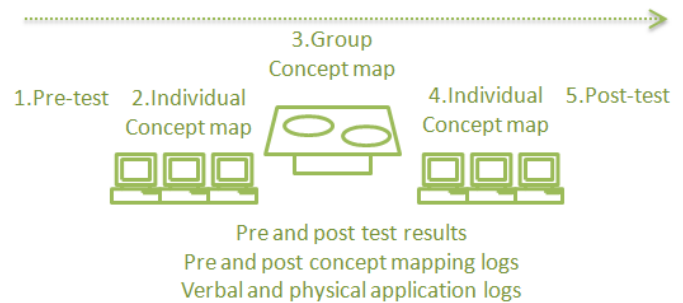 3.Group
Concept map
1.Pre-test
2.Individual
Concept map
4.Individual
Concept map
5.Post-test
Pre and post test results
Pre and post concept mapping logs
Verbal and physical application logs